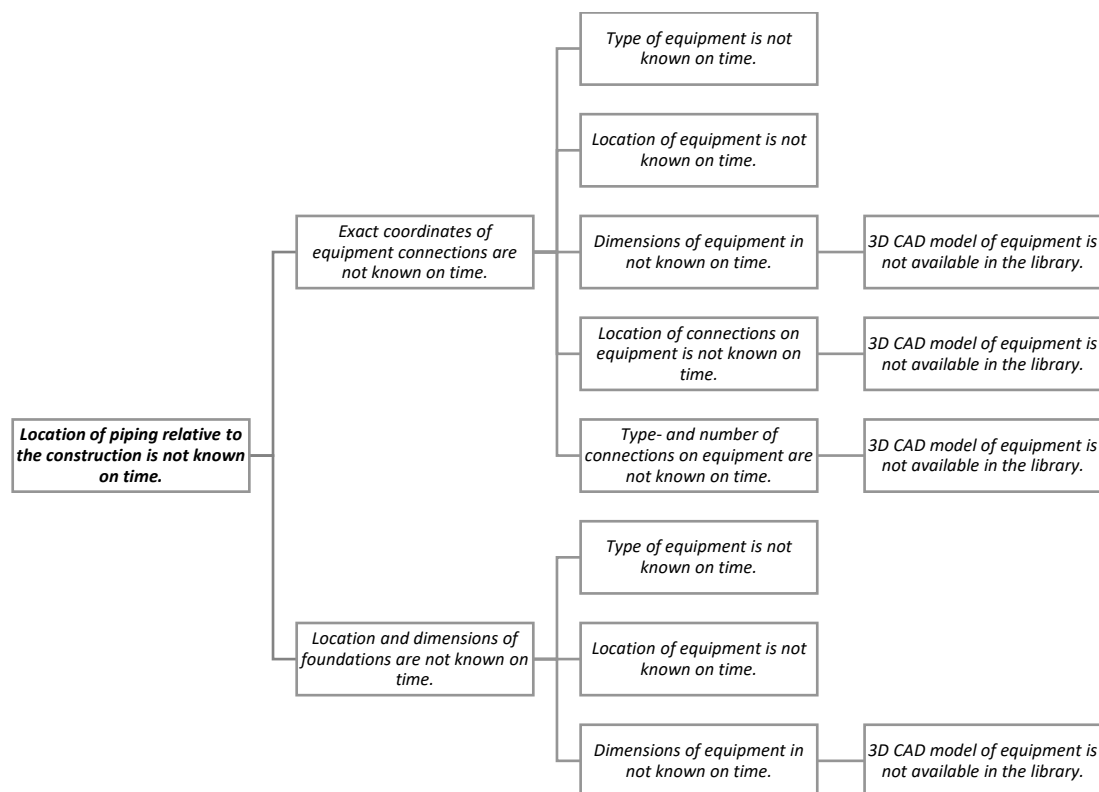 Type of equipment is not
known on time.
Location of equipment is not
known on time.
Exact coordinates of
equipment connections are
not known on time.
Dimensions of equipment in
not known on time.
3D CAD model of equipment is
not available in the library.
Location of connections on
equipment is not known on
time.
3D CAD model of equipment is
not available in the library.
Location of piping relative to
the construction is not known
on time.
Type- and number of
connections on equipment are
not known on time.
3D CAD model of equipment is
not available in the library.
Type of equipment is not
known on time.
Location and dimensions of
foundations are not known on
time.
Location of equipment is not
known on time.
Dimensions of equipment in
not known on time.
3D CAD model of equipment is
not available in the library.